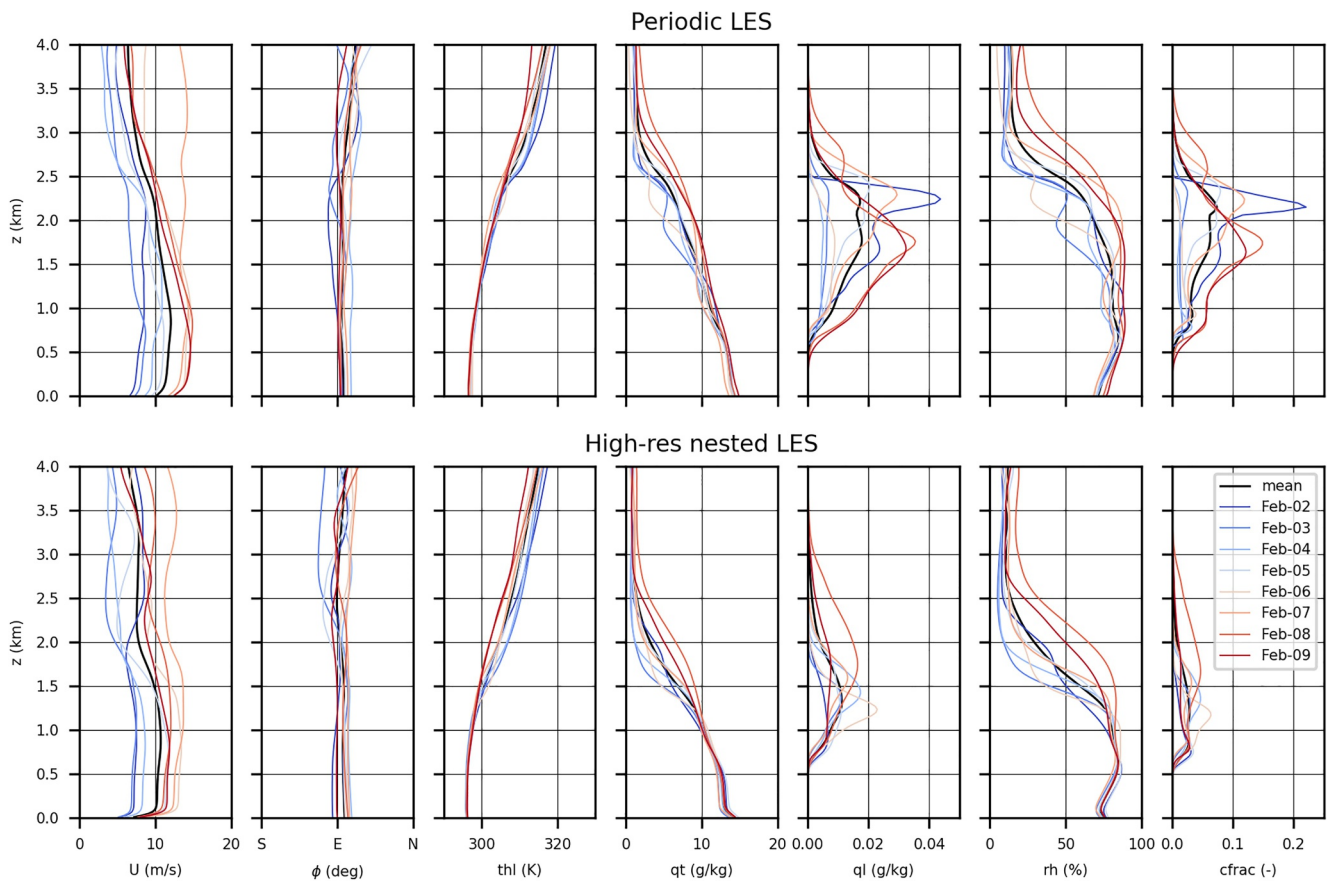 Periodic LES
4.0
3.5
3.0
2.5
2.0
1.5
1.0
0.5
0.0
z (km)
High-res nested LES
4.0
3.5
3.0
2.5
2.0
1.5
1.0
0.5
0.0
z (km)
mean
Feb-02
Feb-03
Feb-04
Feb-05
Feb-06
Feb-07
Feb-08
Feb-09
0 10 20 S E N 300 320 0 10 20 0.00 0.02 0.04 0 50 100 0.0 0.1 0.2
U (m/s) ϕ (deg) thl (K) qt (g/kg) ql (g/kg) rh (%) cfrac (-)